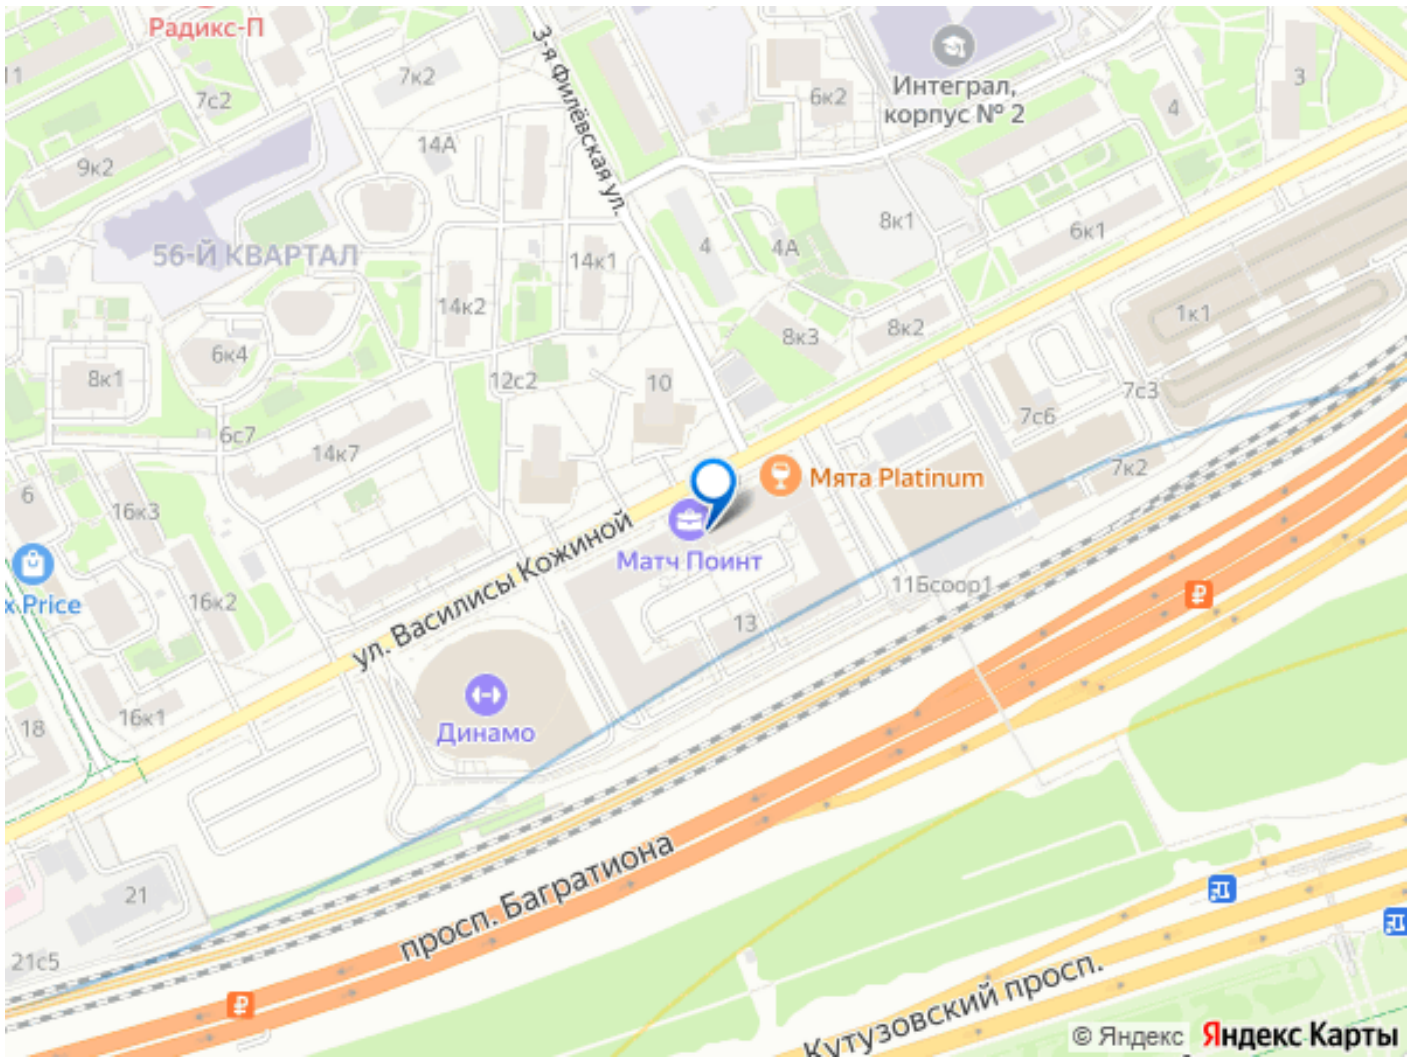 Радикс-П
11
7к2
7с2
9к2
14А
3-я Филёвская ул.
6к2
Интеграл,
корпус № 2
3
4
56-Й КВАРТАЛ
14к1
14к2
4
4А
8к1
6к1
1к1
6к4
8к3
8к2
8к1
12с2
10
7с3
7с6
6с7
14к7
7к2
Мята Platinum
6
16к3
Матч Поинт
ул. Василисы Кожиной
x Price
16к2
11Бсоор1
13
18
16к1
Динамо
просп. Багратиона
21
21с5
Кутузовский просп.
© Яндекс Яндекс Карты